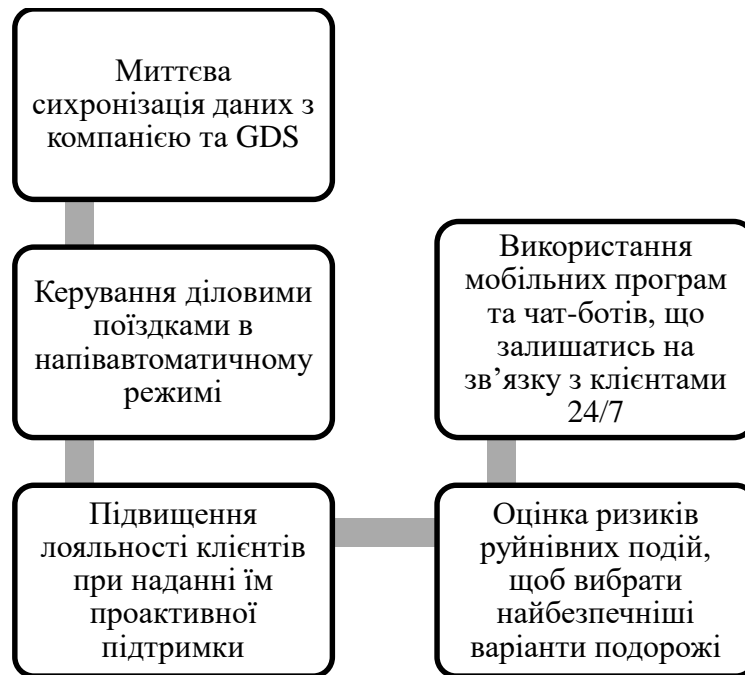 Миттєва
сихронізація даних з
компанією та GDS
Керування діловими
поїздками в
напівавтоматичному
режимі
Підвищення
лояльності клієнтів
при наданні їм
проактивної
підтримки
Оцінка ризиків
руйнівних подій,
щоб вибрати
найбезпечніші
варіанти подорожі
Використання
мобільних програм
та чат-ботів, що
залишатись на
зв’язку з клієнтами
24/7